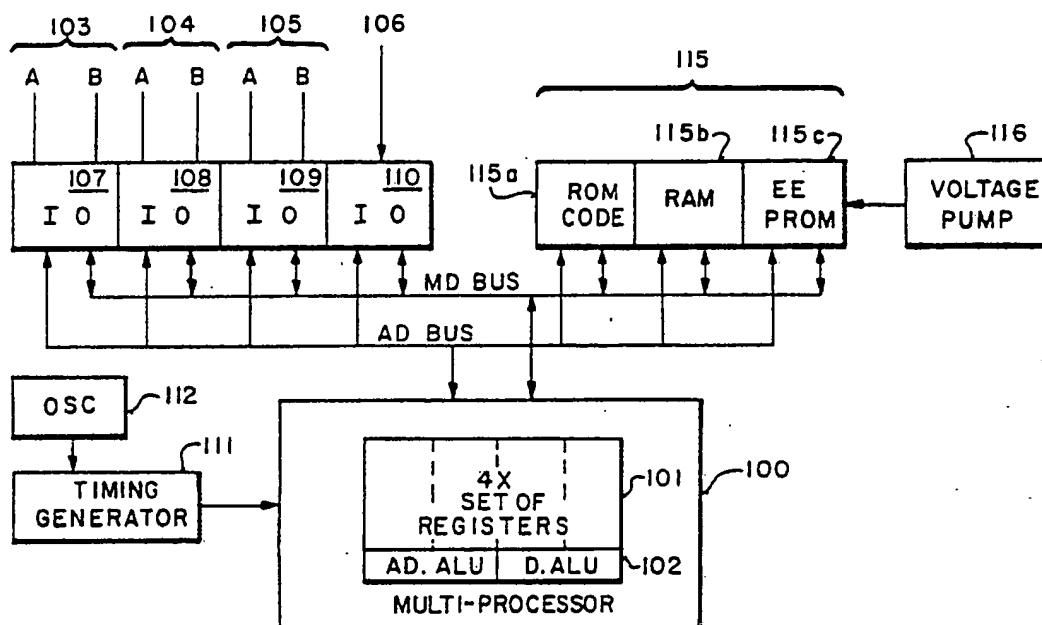 103 104 105 106
A B A B A B
115
115a 115b 115c 116
107 108 109 110
I O I O I O I O
ROM CODE
RAM
EE PROM
VOLTAGE PUMP
MD BUS
AD BUS
OSC
112
111
TIMING GENERATOR
4X
SET OF
REGISTERS
101
100
AD. ALU D. ALU
102
MULTI-PROCESSOR